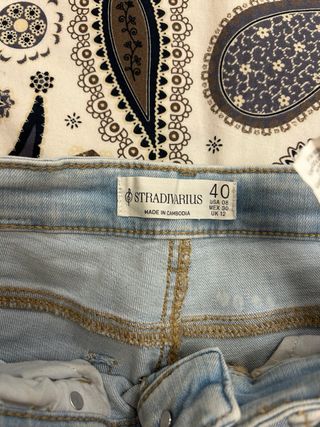 STRADIVARIUS
MADE IN CAMBODIA
40
USA 08
MEX 30
UK 12